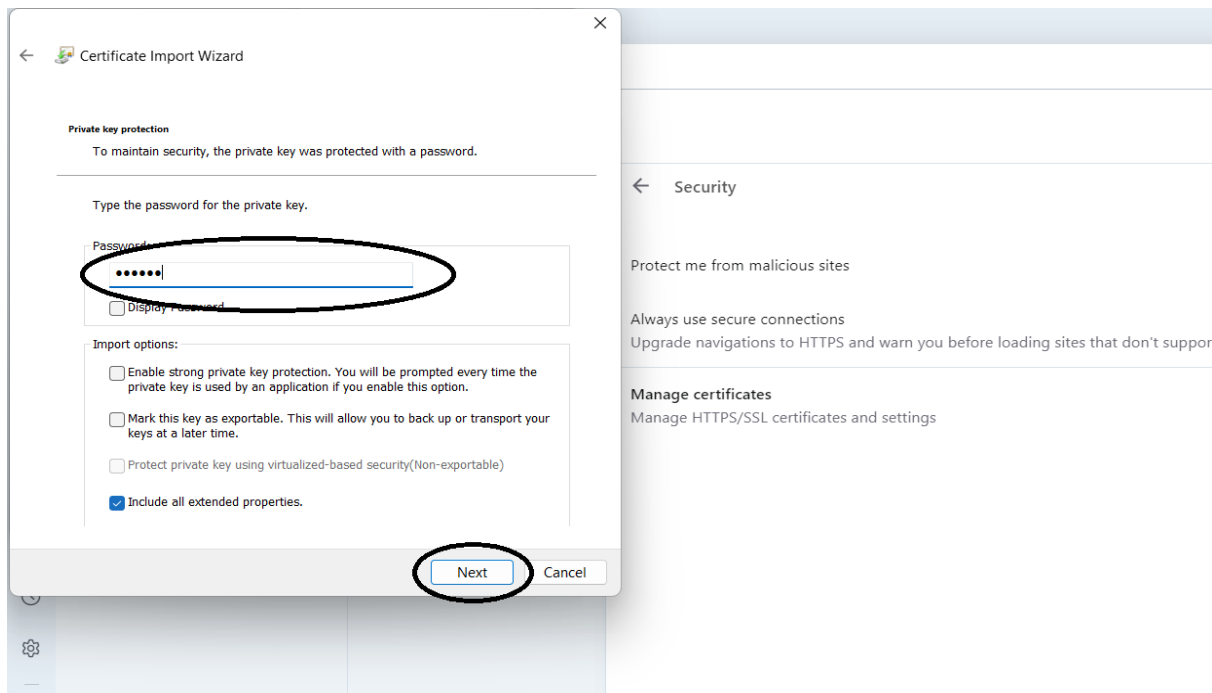 Certificate Import Wizard
Private key protection
To maintain security, the private key was protected with a password.
Type the password for the private key.
Password:
••••••
Display Password
Import options:
Enable strong private key protection. You will be prompted every time the
private key is used by an application if you enable this option.
Mark this key as exportable. This will allow you to back up or transport your
keys at a later time.
Protect private key using virtualized-based security(Non-exportable)
Include all extended properties.
Next
Cancel
Security
Protect me from malicious sites
Always use secure connections
Upgrade navigations to HTTPS and warn you before loading sites that don't suppor
Manage certificates
Manage HTTPS/SSL certificates and settings